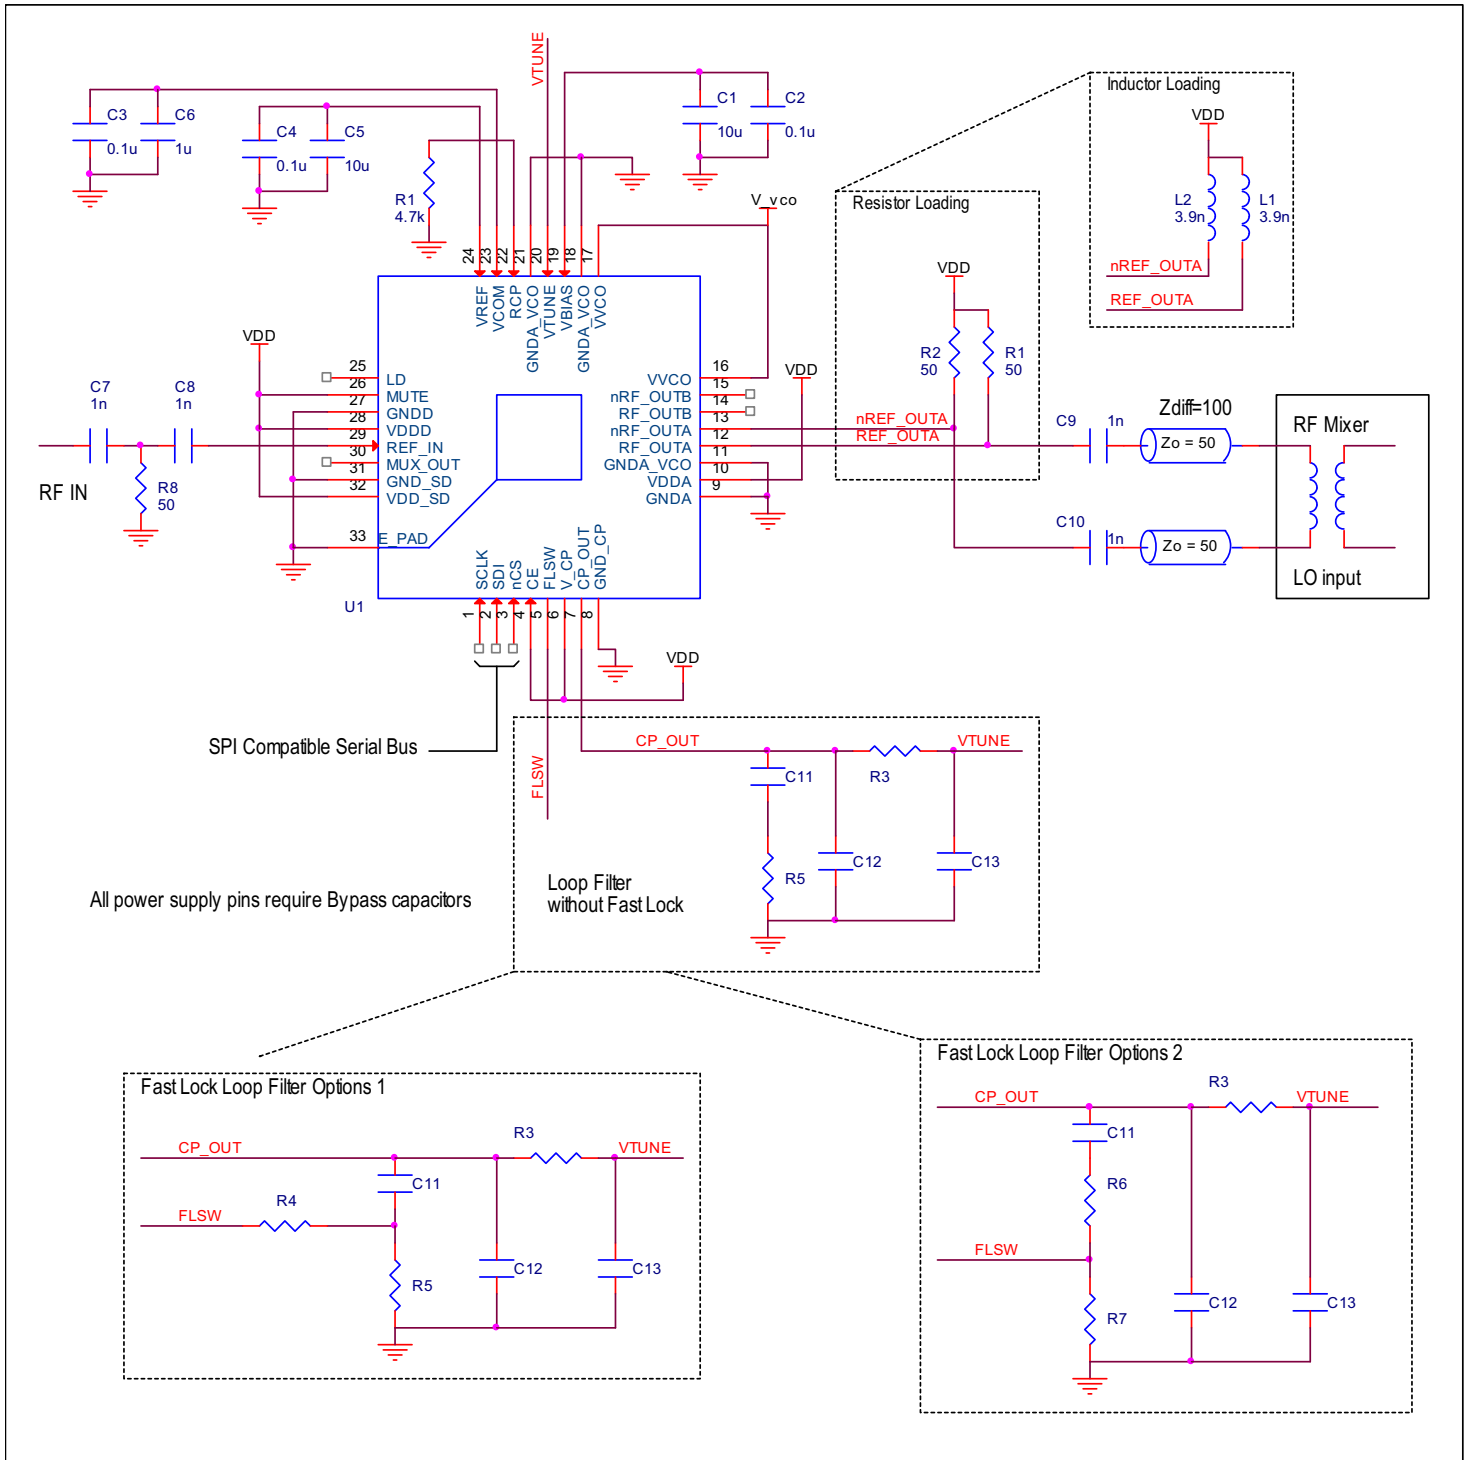 VTUNE
C3
0.1u
C6
1u
C4
0.1u
C5
10u
C1
10u
C2
0.1u
R1
4.7k
V_vco
Inductor Loading
VDD
L2
3.9n
L1
3.9n
nREF_OUTA
REF_OUTA
Resistor Loading
VDD
R2
50
R1
50
24
23
22
21
20
19
18
17
VREF
VCOM
RCP
GNDA_VCO
VTUNE
VBIAS
GNDA_VCO
VVCO
VDD
25
LD
26
MUTE
27
GNDD
28
VDDD
29
REF_IN
30
MUX_OUT
31
GND_SD
32
VDD_SD
33
E_PAD
C7
1n
C8
1n
RF IN
R8
50
16
VVCO
15
nRF_OUTB
14
RF_OUTB
13
nRF_OUTA
12
RF_OUTA
11
GNDA_VCO
10
VDDA
9
GNDA
VDD
nREF_OUTA
REF_OUTA
C9
1n
Zdiff=100
Zo = 50
C10
1n
Zo = 50
RF Mixer
LO input
SCLK
SDI
nCS
CE
FLSW
V_CP
CP_OUT
GND_CP
U1
1
2
3
4
5
6
7
8
VDD
SPI Compatible Serial Bus
FLSW
CP_OUT
VTUNE
C11
R3
R5
C12
C13
Loop Filter
without Fast Lock
All power supply pins require Bypass capacitors
Fast Lock Loop Filter Options 1
CP_OUT
R3
VTUNE
C11
FLSW
R4
R5
C12
C13
Fast Lock Loop Filter Options 2
CP_OUT
R3
VTUNE
C11
R6
FLSW
R7
C12
C13